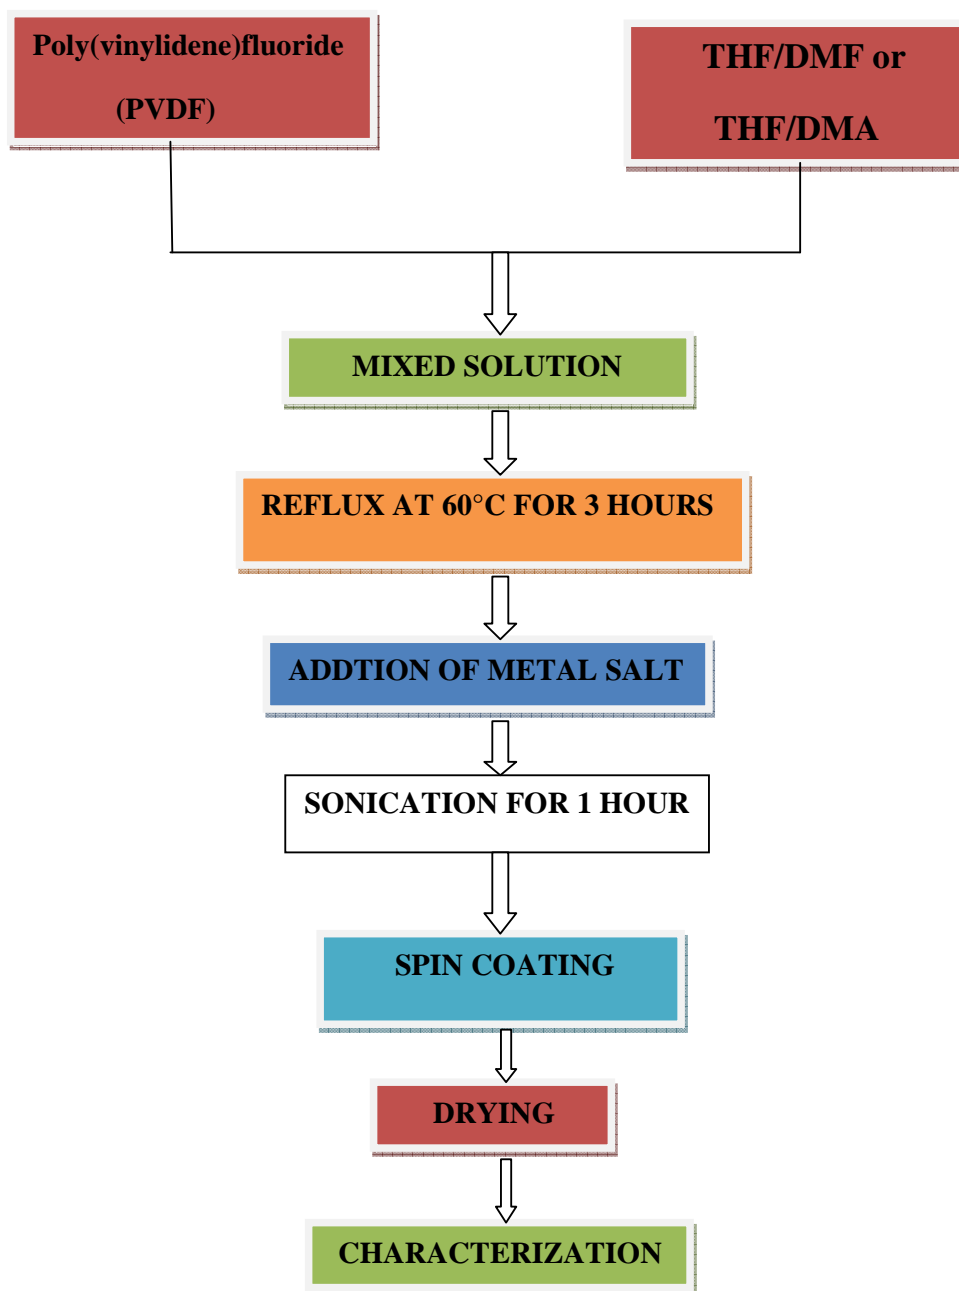 Poly(vinylidene)fluoride
(PVDF)
THF/DMF or
THF/DMA
MIXED SOLUTION
REFLUX AT 60°C FOR 3 HOURS
ADDTION OF METAL SALT
SONICATION FOR 1 HOUR
SPIN COATING
DRYING
CHARACTERIZATION